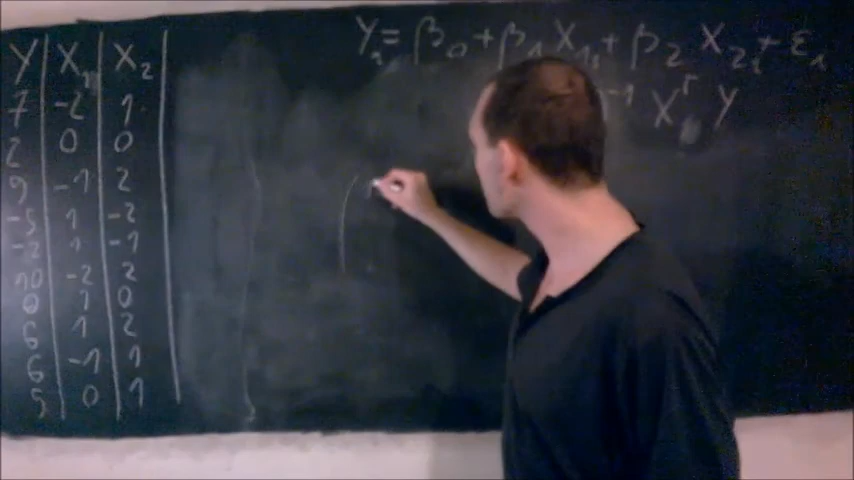 Y₁ = β₀ + β₁ X₁ᵢ + β₂ X₂ᵢ + εᵢ
⁻¹ Xᵀ Y
Y X₁ X₂
7 -2 1
2 0 0
9 -1 2
-5 1 -2
-2 1 -1
10 -2 2
0 1 0
6 1 2
6 -1 1
5 0 1